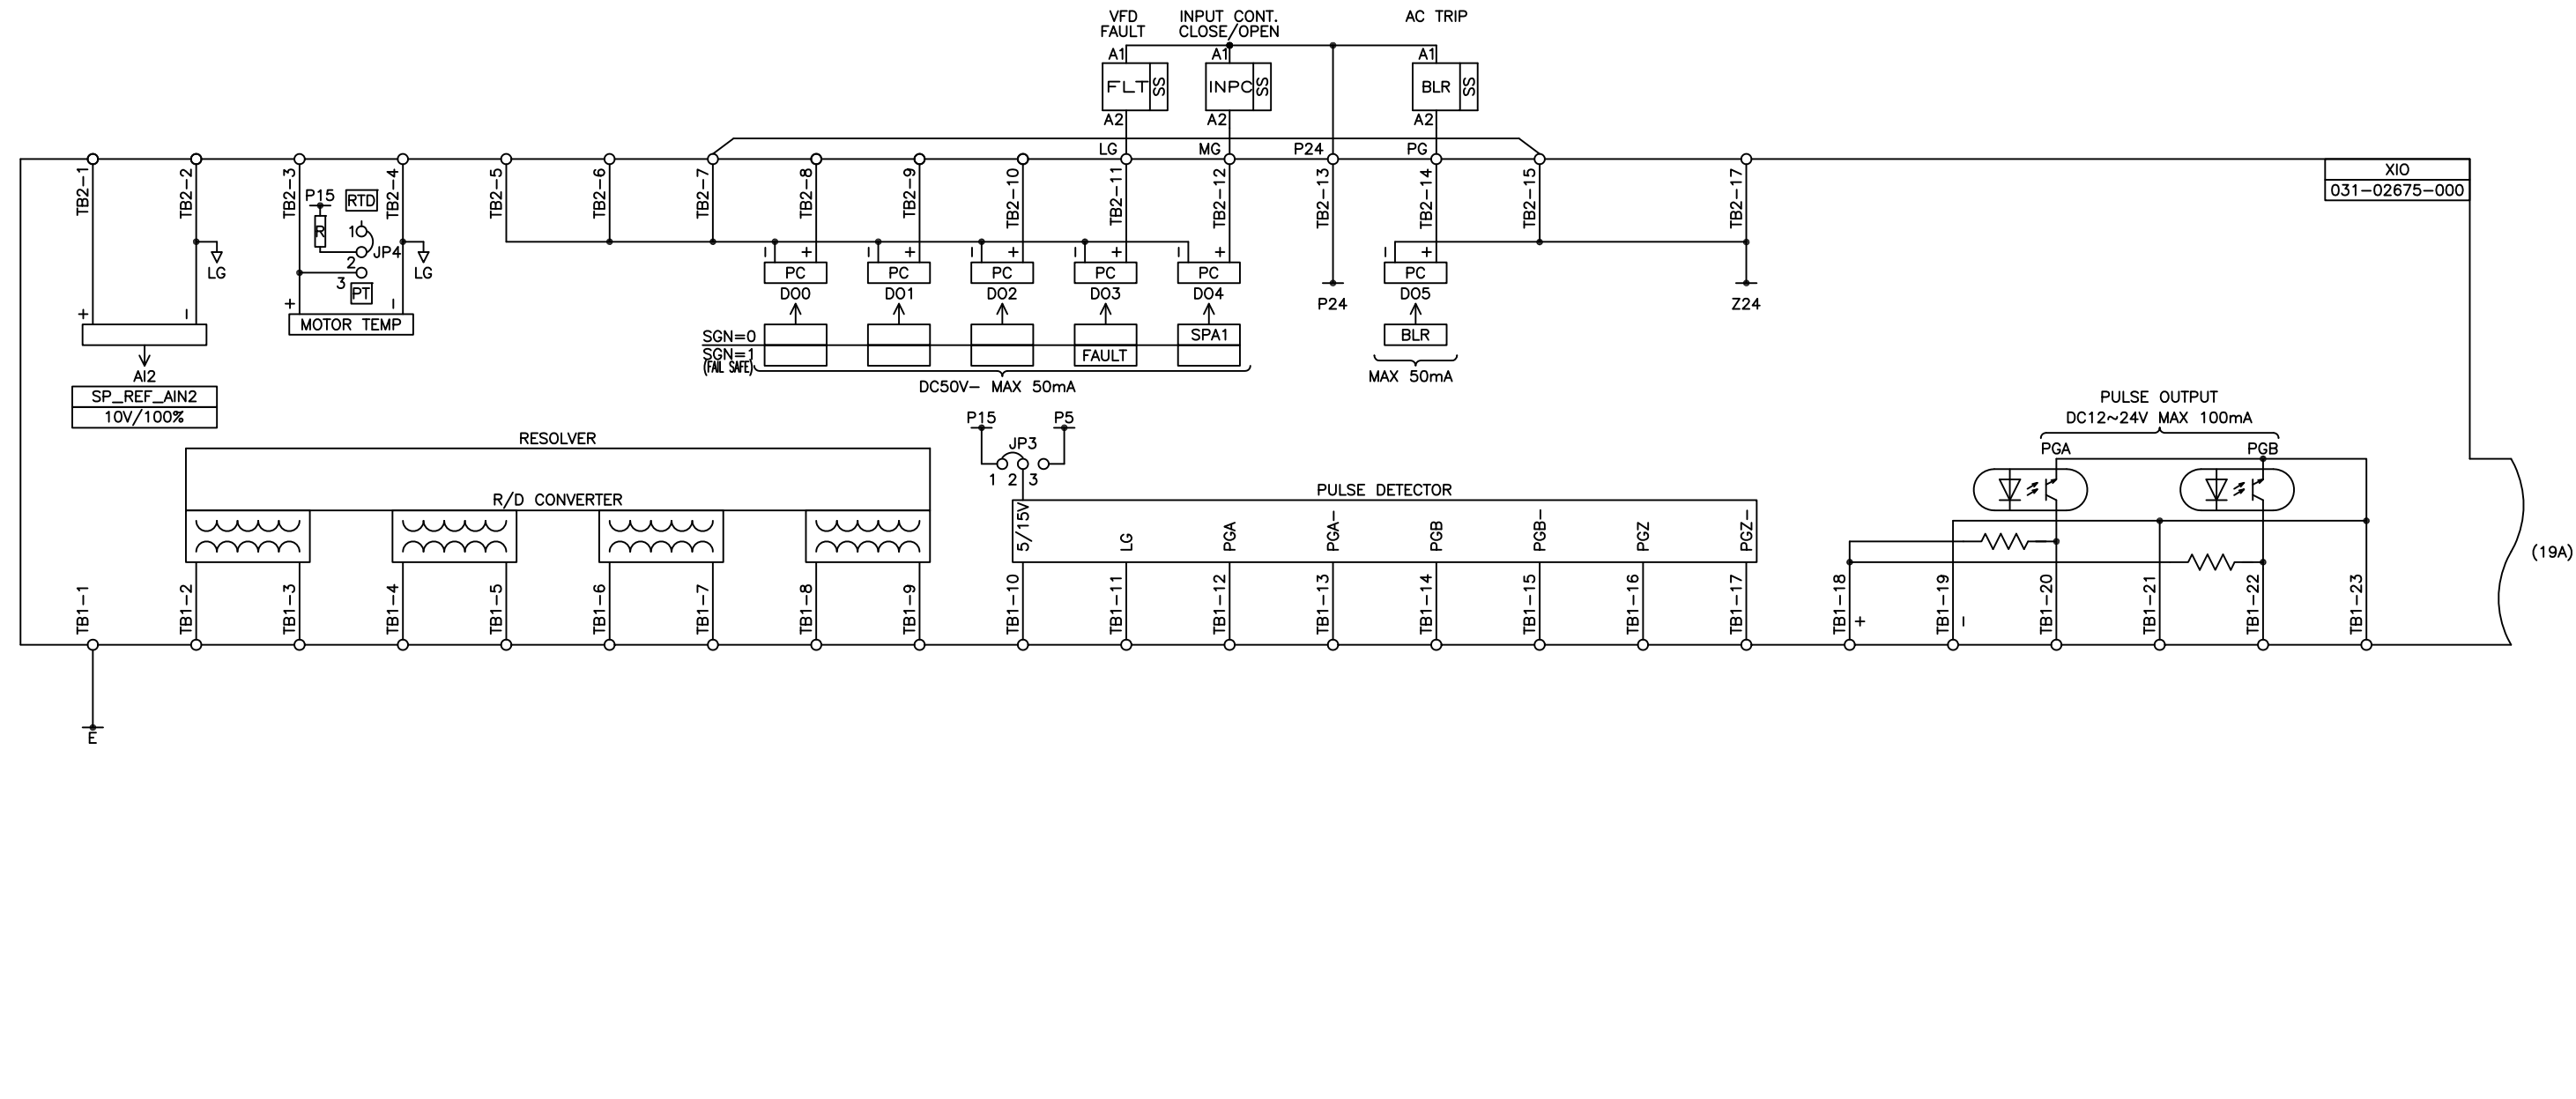 VFD
FAULT
INPUT CONT.
CLOSE/OPEN
AC TRIP
A1
A1
A1
FLT
SS
INPC
SS
BLR
SS
A2
A2
A2
LG
MG
P24
PG
XIO
031-02675-000
TB2-1
TB2-2
TB2-3
TB2-4
TB2-5
TB2-6
TB2-7
TB2-8
TB2-9
TB2-10
TB2-11
TB2-12
TB2-13
TB2-14
TB2-15
TB2-17
P15
RTD
R
1
JP4
2
3
PT
LG
LG
+
-
+
-
MOTOR TEMP
- +
- +
- +
- +
- +
- +
PC
PC
PC
PC
PC
PC
DO0
DO1
DO2
DO3
DO4
DO5
P24
Z24
SGN=0
SPA1
BLR
SGN=1
(FAIL SAFE)
FAULT
DC50V- MAX 50mA
MAX 50mA
AI2
SP_REF_AIN2
10V/100%
PULSE OUTPUT
DC12~24V MAX 100mA
PGA
PGB
P15
P5
JP3
1 2 3
RESOLVER
R/D CONVERTER
PULSE DETECTOR
5/15V
LG
PGA
PGA-
PGB
PGB-
PGZ
PGZ-
(19A)
TB1-1
TB1-2
TB1-3
TB1-4
TB1-5
TB1-6
TB1-7
TB1-8
TB1-9
TB1-10
TB1-11
TB1-12
TB1-13
TB1-14
TB1-15
TB1-16
TB1-17
TB1-18
+
TB1-19
-
TB1-20
TB1-21
TB1-22
TB1-23
E